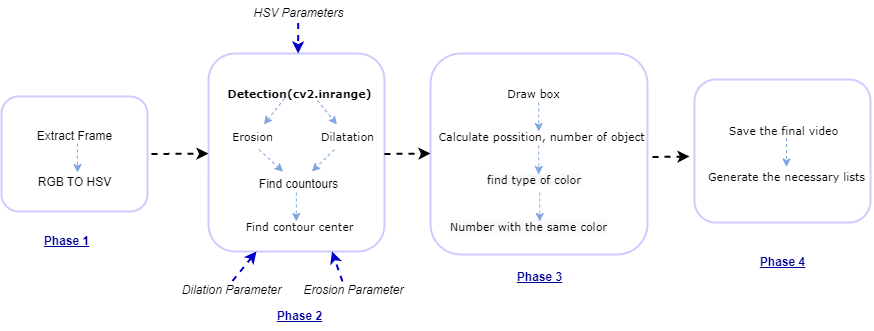 HSV Parameters
Extract Frame
RGB TO HSV
Phase 1
Detection(cv2.inrange)
Erosion
Dilatation
Find countours
Find contour center
Dilation Parameter
Erosion Parameter
Phase 2
Draw box
Calculate possition, number of object
find type of color
Number with the same color
Phase 3
Save the final video
Generate the necessary lists
Phase 4